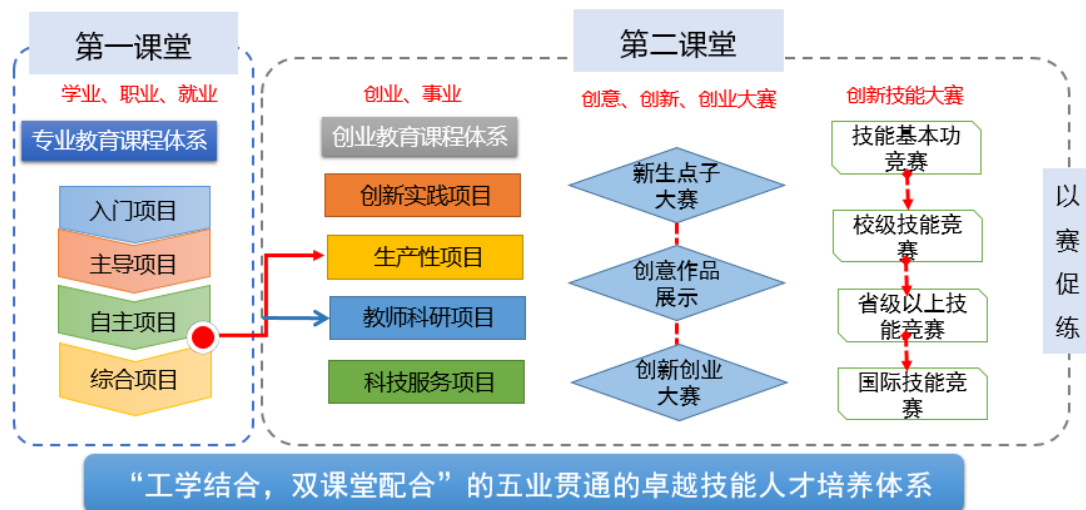 第一课堂
第二课堂
学业、职业、就业
创业、事业
创意、创新、创业大赛
创新技能大赛
专业教育课程体系
创业教育课程体系
入门项目
主导项目
自主项目
综合项目
创新实践项目
生产性项目
教师科研项目
科技服务项目
新生点子
大赛
创意作品
展示
创新创业
大赛
技能基本功
竞赛
校级技能竞
赛
省级以上技
能竞赛
国际技能竞
赛
以
赛
促
练
“工学结合，双课堂配合”的五业贯通的卓越技能人才培养体系